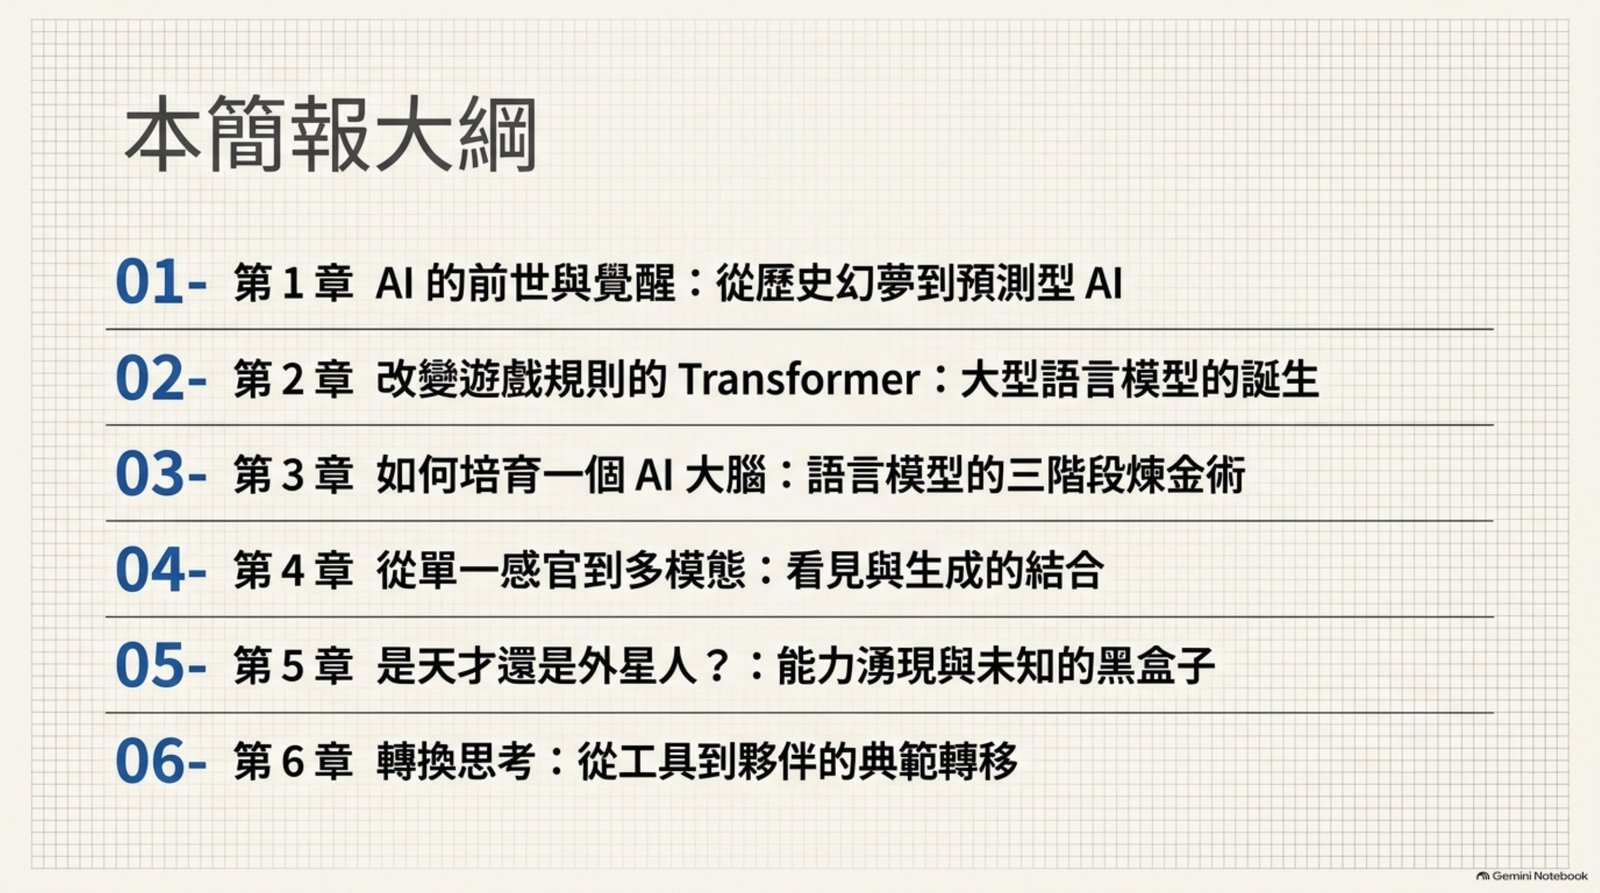 本簡報大綱
01- 第 1 章 AI 的前世與覺醒：從歷史幻夢到預測型 AI
02- 第 2 章 改變遊戲規則的 Transformer：大型語言模型的誕生
03- 第 3 章 如何培育一個 AI 大腦：語言模型的三階段煉金術
04- 第 4 章 從單一感官到多模態：看見與生成的結合
05- 第 5 章 是天才還是外星人？：能力湧現與未知的黑盒子
06- 第 6 章 轉換思考：從工具到夥伴的典範轉移
Gemini Notebook